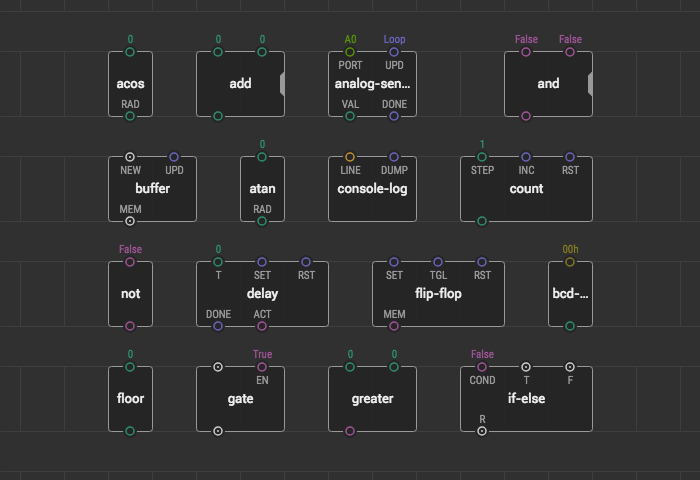 0 0 0 A0 Loop False False
PORT UPD
acos add analog-sen... and
RAD VAL DONE
0 1
NEW UPD LINE DUMP STEP INC RST
buffer atan console-log count
MEM RAD
False 0 00h
T SET RST SET TGL RST
not delay flip-flop bcd-...
DONE ACT MEM
0 True 0 0 False
EN COND T F
floor gate greater if-else
R